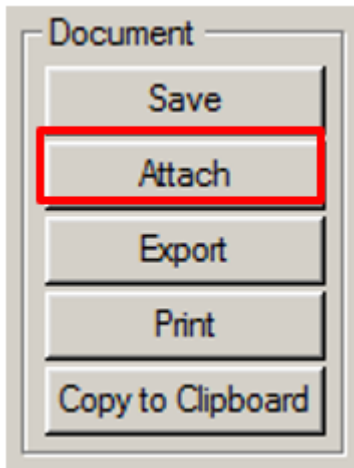 Document
Save
Attach
Export
Print
Copy to Clipboard